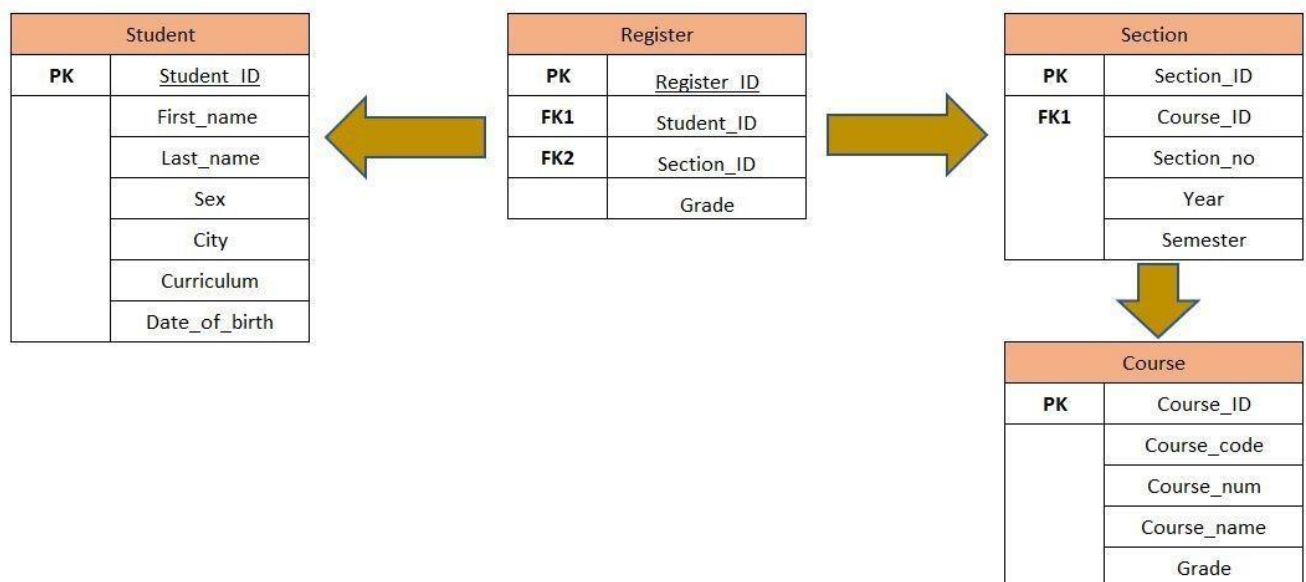 Student
PK Student_ID
First_name
Last_name
Sex
City
Curriculum
Date_of_birth
Register
PK Register_ID
FK1 Student_ID
FK2 Section_ID
Grade
Section
PK Section_ID
FK1 Course_ID
Section_no
Year
Semester
Course
PK Course_ID
Course_code
Course_num
Course_name
Grade